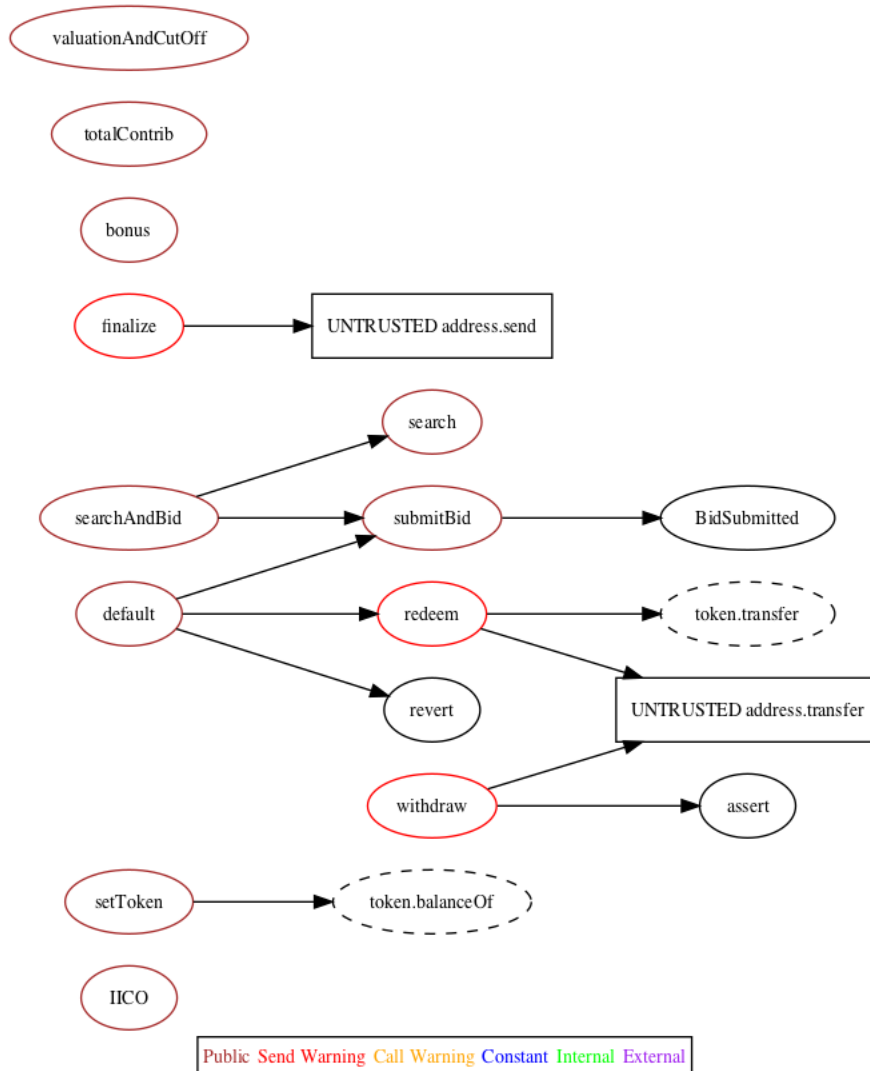 valuationAndCutOff
totalContrib
bonus
finalize
UNTRUSTED address.send
search
searchAndBid
submitBid
BidSubmitted
default
redeem
token.transfer
revert
UNTRUSTED address.transfer
withdraw
assert
setToken
token.balanceOf
IICO
Public Send Warning Call Warning Constant Internal External